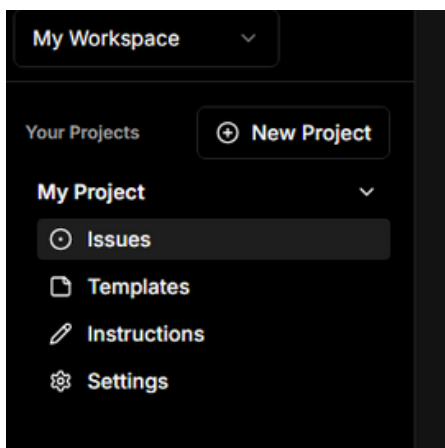 My Workspace
Your Projects
New Project
My Project
Issues
Templates
Instructions
Settings